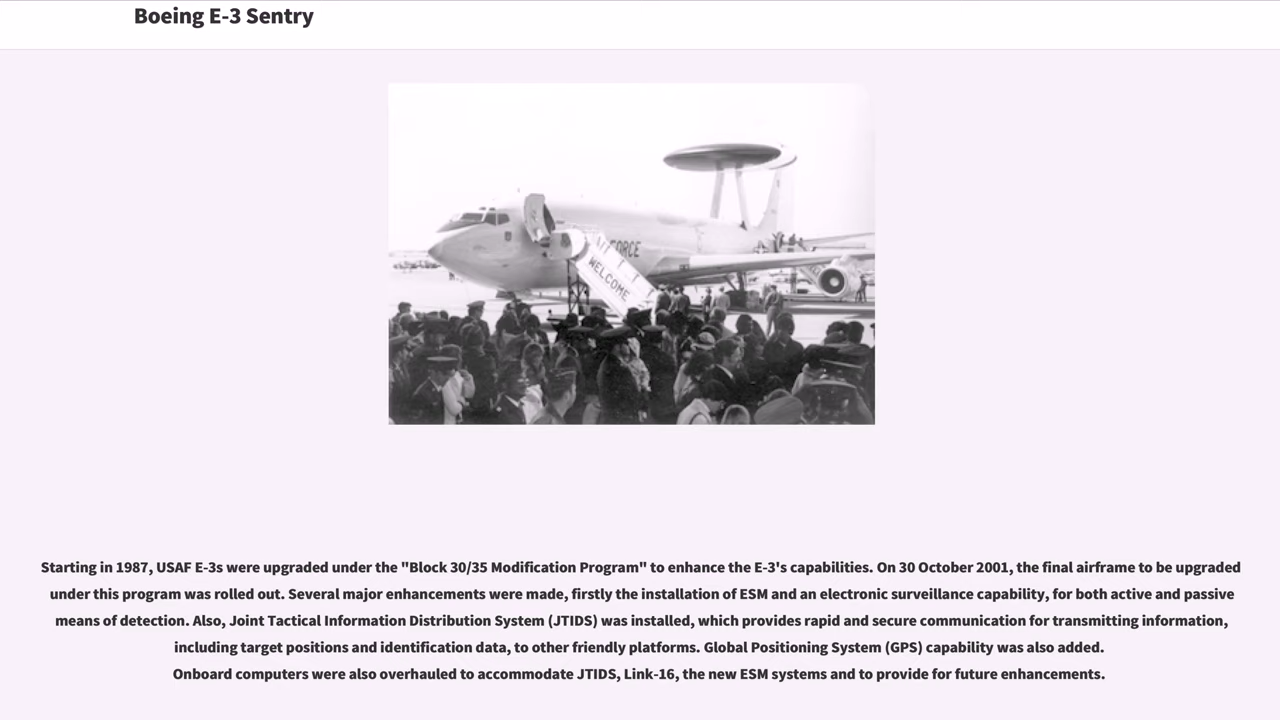 Boeing E-3 Sentry
FORCE
WELCOME
Starting in 1987, USAF E-3s were upgraded under the "Block 30/35 Modification Program" to enhance the E-3's capabilities. On 30 October 2001, the final airframe to be upgraded
under this program was rolled out. Several major enhancements were made, firstly the installation of ESM and an electronic surveillance capability, for both active and passive
means of detection. Also, Joint Tactical Information Distribution System (JTIDS) was installed, which provides rapid and secure communication for transmitting information,
including target positions and identification data, to other friendly platforms. Global Positioning System (GPS) capability was also added.
Onboard computers were also overhauled to accommodate JTIDS, Link-16, the new ESM systems and to provide for future enhancements.